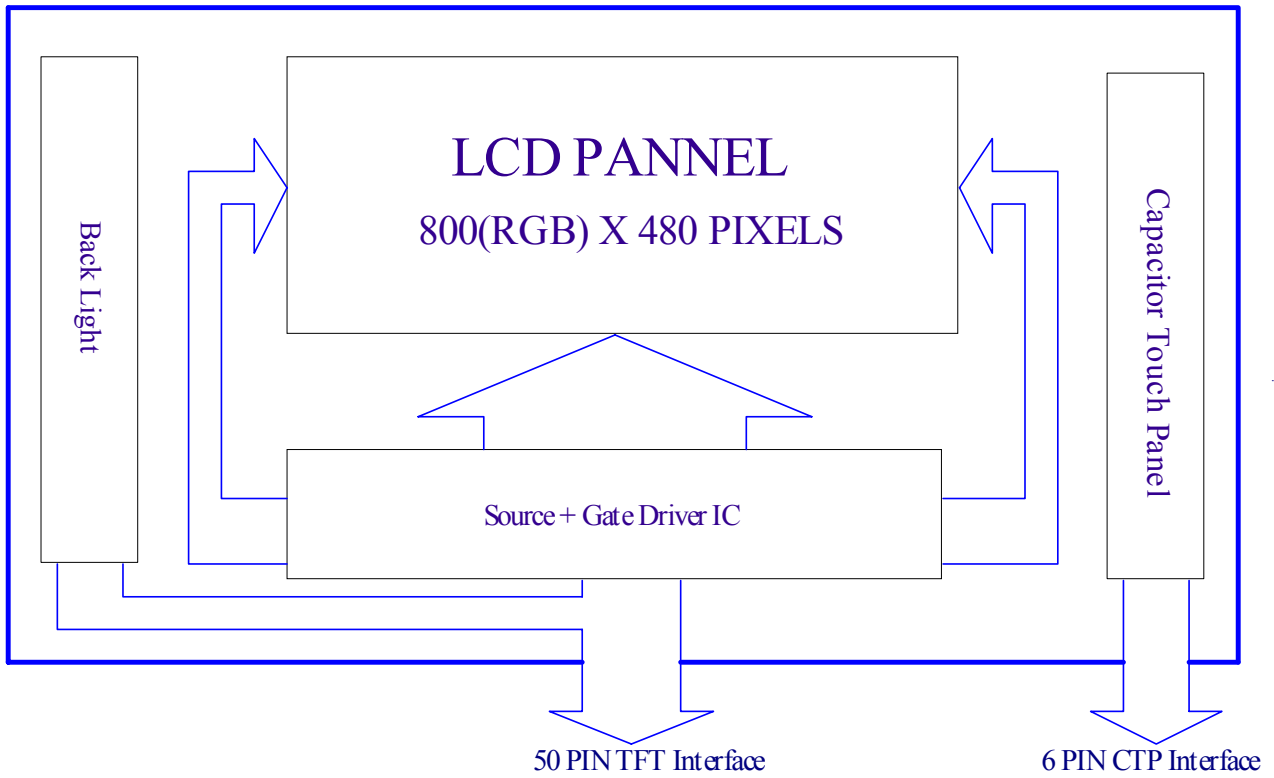 LCD PANNEL
800(RGB) X 480 PIXELS
Back Light
Capacitor Touch Panel
Source + Gate Driver IC
50 PIN TFT Interface
6 PIN CTP Interface